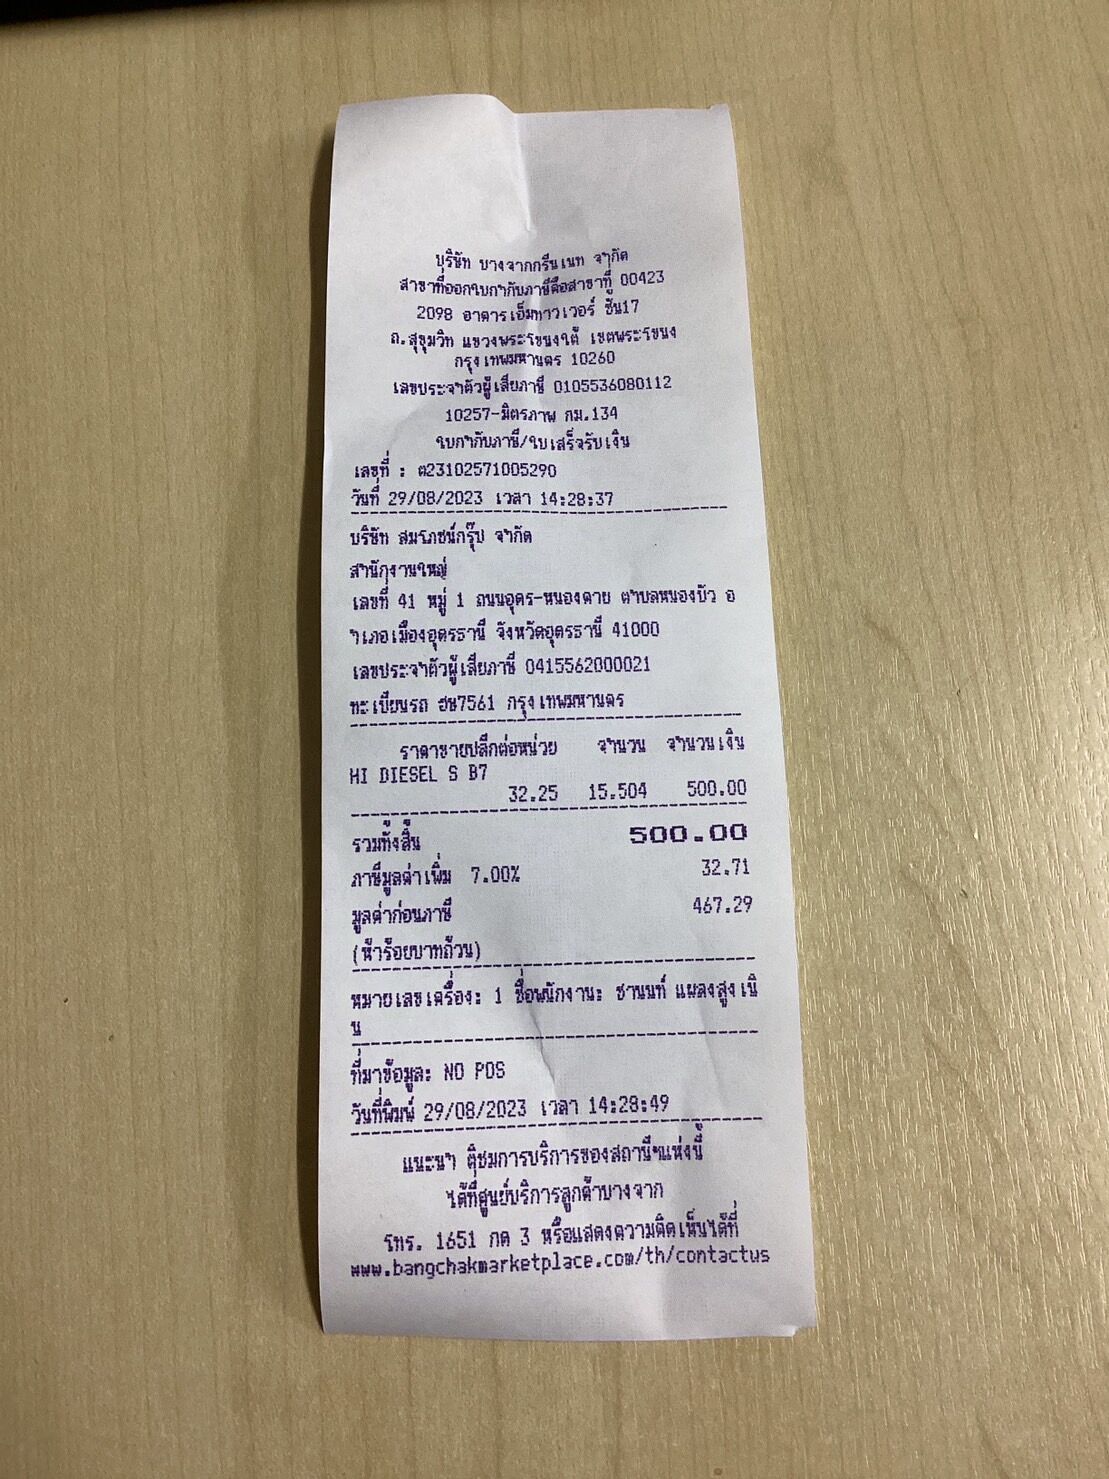 บริษัท บางจากกรีนเนท จำกัด
สาขาที่ออกใบกำกับภาษีคือสาขาที่ 00423
2098 อาคารเอ็มทาวเวอร์ ชั้น17
ถ.สุขุมวิท แขวงพระโขนงใต้ เขตพระโขนง
กรุงเทพมหานคร 10260
เลขประจำตัวผู้เสียภาษี 0105536080112
10257-มิตรภาพ กม.134
ใบกำกับภาษี/ใบเสร็จรับเงิน
เลขที่ : ต23102571005290
วันที่ 29/08/2023 เวลา 14:28:37
บริษัท สมโภชน์กรุ๊ป จำกัด
สำนักงานใหญ่
เลขที่ 41 หมู่ 1 ถนนอุดร-หนองคาย ตำบลหนองบัว อ
ำเภอเมืองอุดรธานี จังหวัดอุดรธานี 41000
เลขประจำตัวผู้เสียภาษี 0415562000021
ทะเบียนรถ ฮช7561 กรุงเทพมหานคร
ราคาขายปลีกต่อหน่วย จำนวน จำนวนเงิน
HI DIESEL S B7
32.25 15.504 500.00
รวมทั้งสิ้น 500.00
ภาษีมูลค่าเพิ่ม 7.00% 32.71
มูลค่าก่อนภาษี 467.29
(ห้าร้อยบาทถ้วน)
หมายเลขเครื่อง: 1 ชื่อพนักงาน: ชานนท์ แผลงสูงเนิ
น
ที่มาข้อมูล: NO POS
วันที่พิมพ์ 29/08/2023 เวลา 14:28:49
แนะนำ ติชมการบริการของสถานีฯแห่งนี้
ได้ที่ศูนย์บริการลูกค้าบางจาก
โทร. 1651 กด 3 หรือแสดงความคิดเห็นได้ที่
www.bangchakmarketplace.com/th/contactus